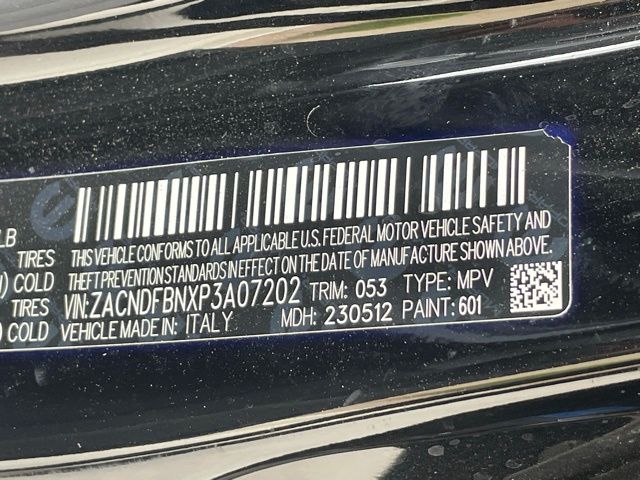 LB
TIRES
) COLD
TIRES
) COLD
THIS VEHICLE CONFORMS TO ALL APPLICABLE U.S. FEDERAL MOTOR VEHICLE SAFETY AND
THEFT PREVENTION STANDARDS IN EFFECT ON THE DATE OF MANUFACTURE SHOWN ABOVE.
VIN:ZACNDFBNXP3A07202 TRIM: 053 TYPE: MPV
VEHICLE MADE IN: ITALY MDH: 230512 PAINT: 601